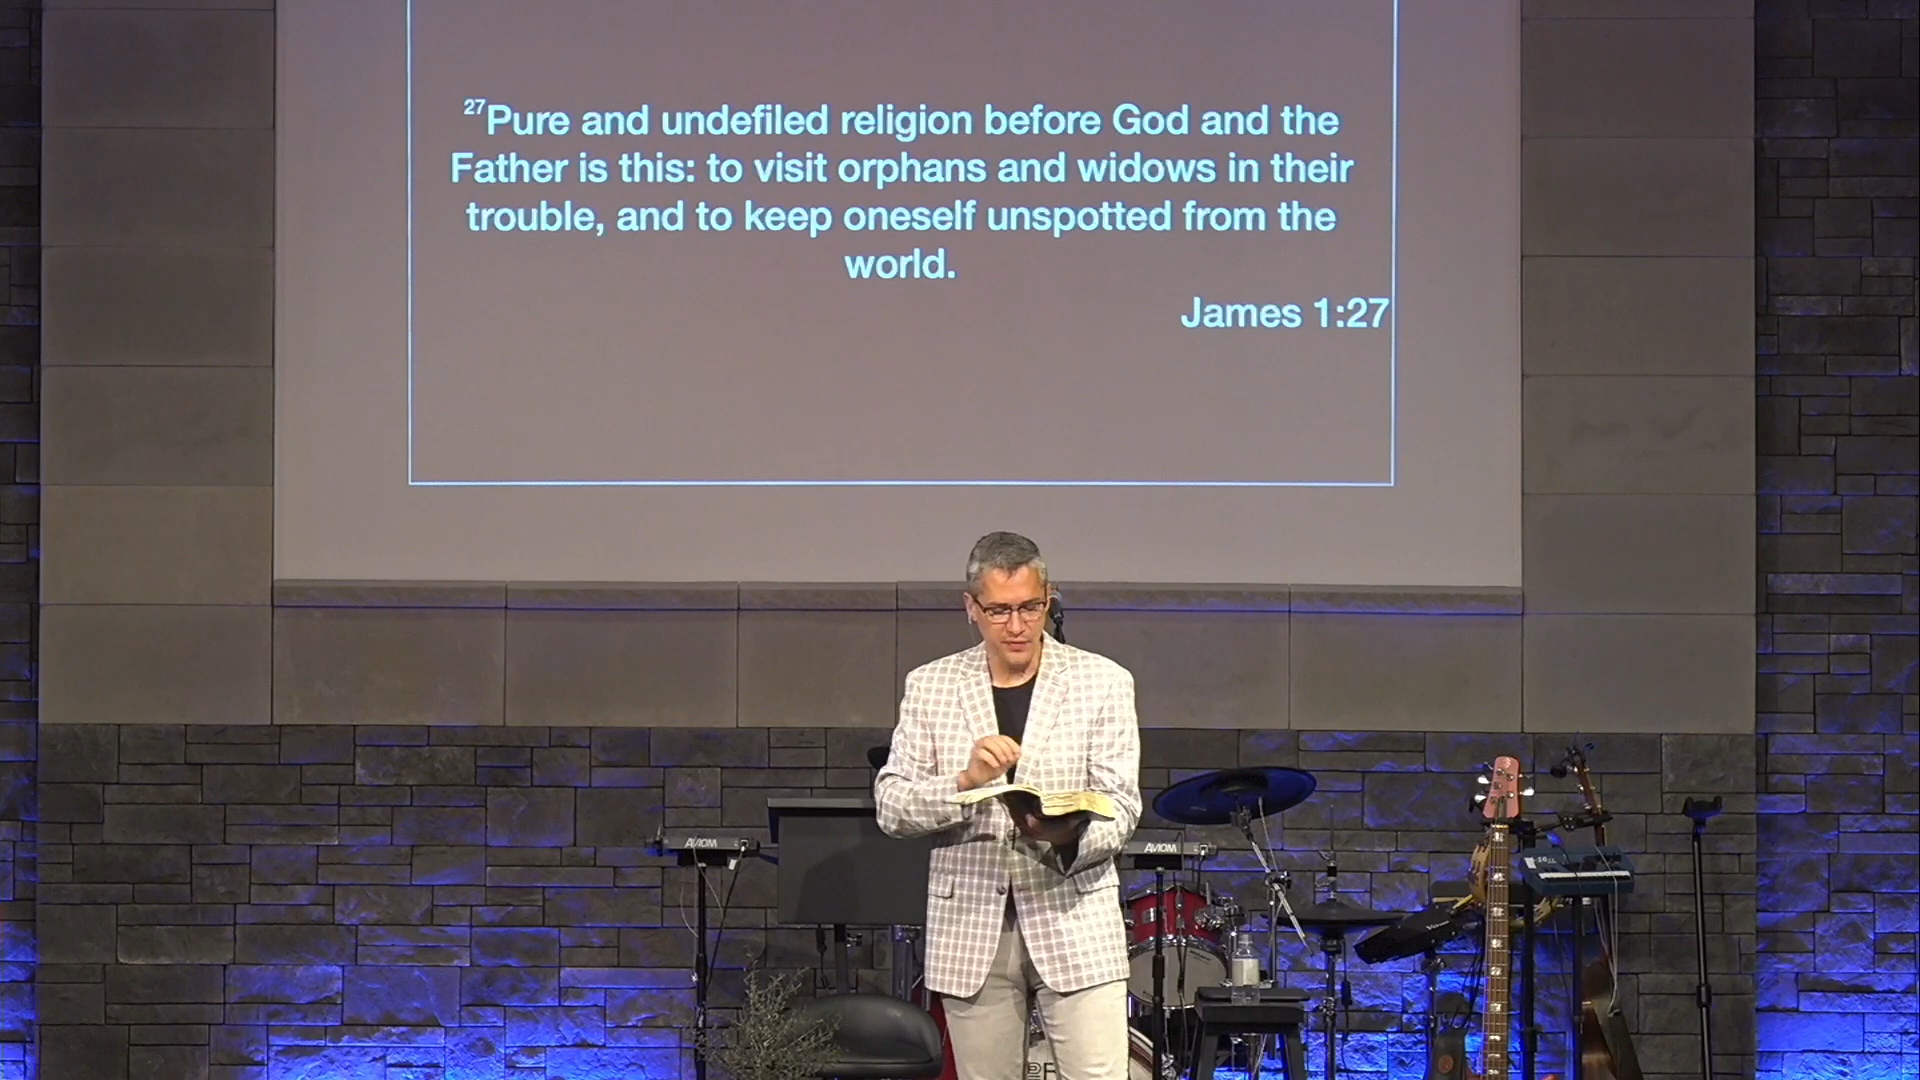 27Pure and undefiled religion before God and the
Father is this: to visit orphans and widows in their
trouble, and to keep oneself unspotted from the
world.
James 1:27
AVIOM
AVIOM